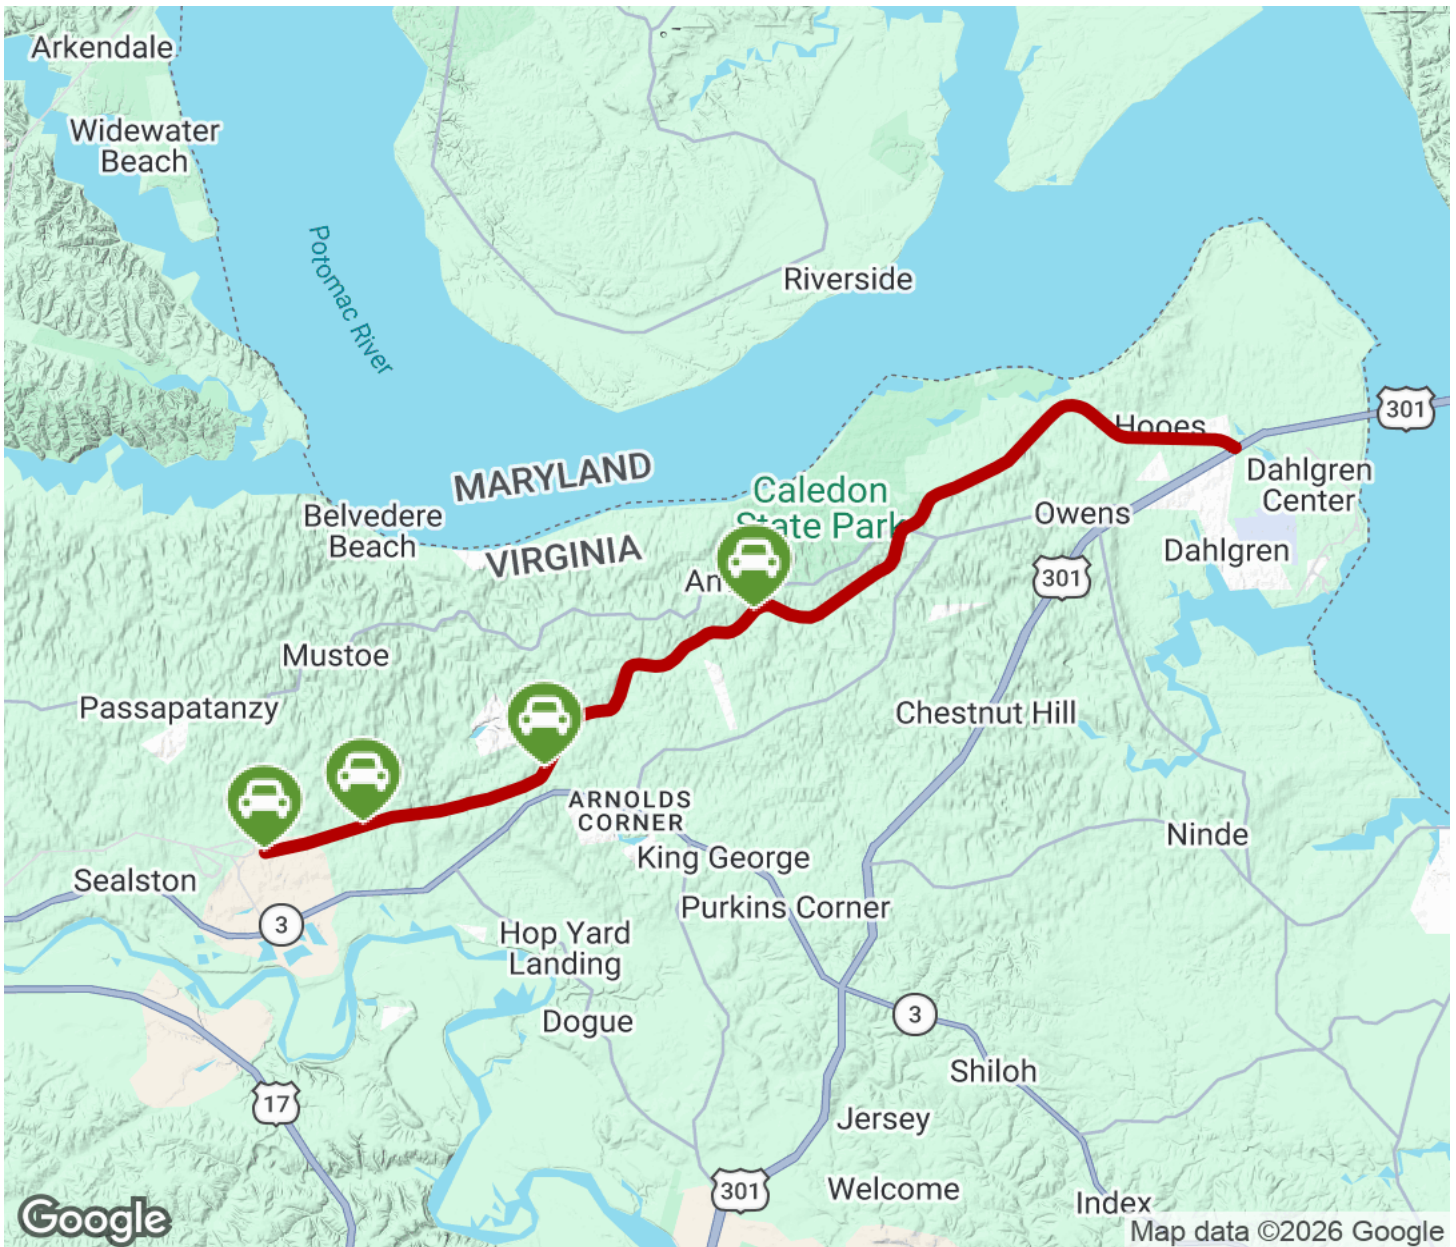 Arkendale
Widewater
Beach
Potomac River
Riverside
301
Hooes
MARYLAND
Caledon
State Park
Dahlgren
Center
Belvedere
Beach
VIRGINIA
Owens
Dahlgren
301
Mustoe
Passapatanzy
Chestnut Hill
ARNOLDS
CORNER
Ninde
King George
Sealston
Purkins Corner
3
Hop Yard
Landing
Dogue
3
Shiloh
17
Jersey
301
Welcome
Index
Google
Map data ©2026 Google